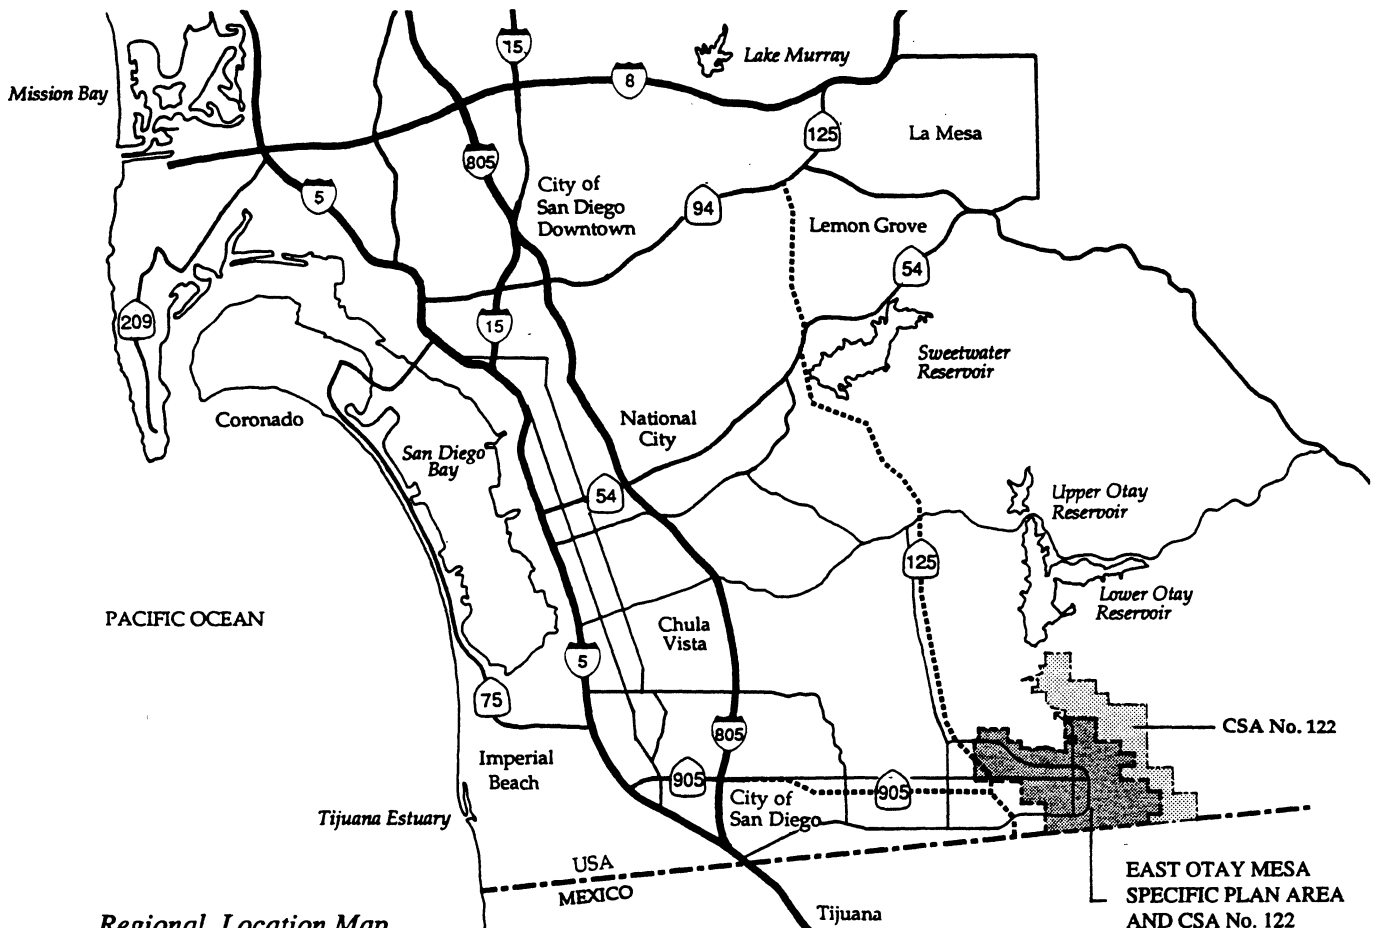 15
Lake Murray
8
Mission Bay
125
La Mesa
805
5
City of
San Diego
Downtown
94
Lemon Grove
54
209
15
Sweetwater
Reservoir
Coronado
National
City
San Diego
Bay
54
Upper Otay
Reservoir
125
Lower Otay
Reservoir
PACIFIC OCEAN
Chula
Vista
5
75
805
CSA No. 122
Imperial
Beach
905
905
City of
San Diego
Tijuana Estuary
USA
MEXICO
EAST OTAY MESA
SPECIFIC PLAN AREA
AND CSA No. 122
Tijuana
Regional Location Map